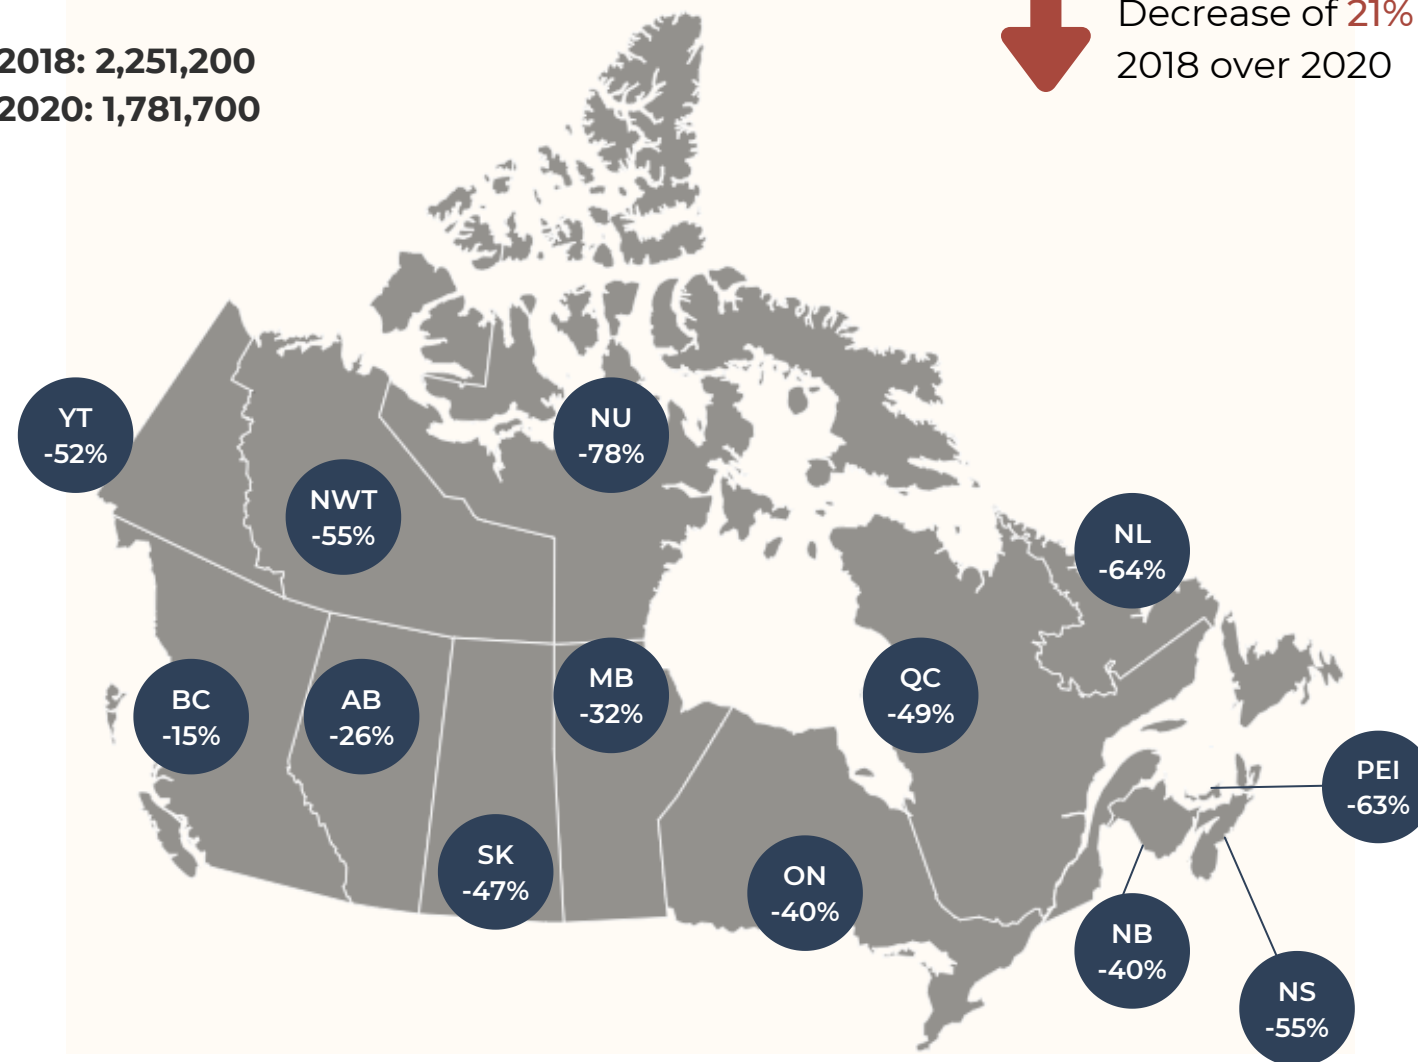 Decrease of 21%
2018 over 2020
2018: 2,251,200
2020: 1,781,700
YT
-52%
NU
-78%
NWT
-55%
NL
-64%
BC
-15%
AB
-26%
MB
-32%
QC
-49%
PEI
-63%
SK
-47%
ON
-40%
NB
-40%
NS
-55%